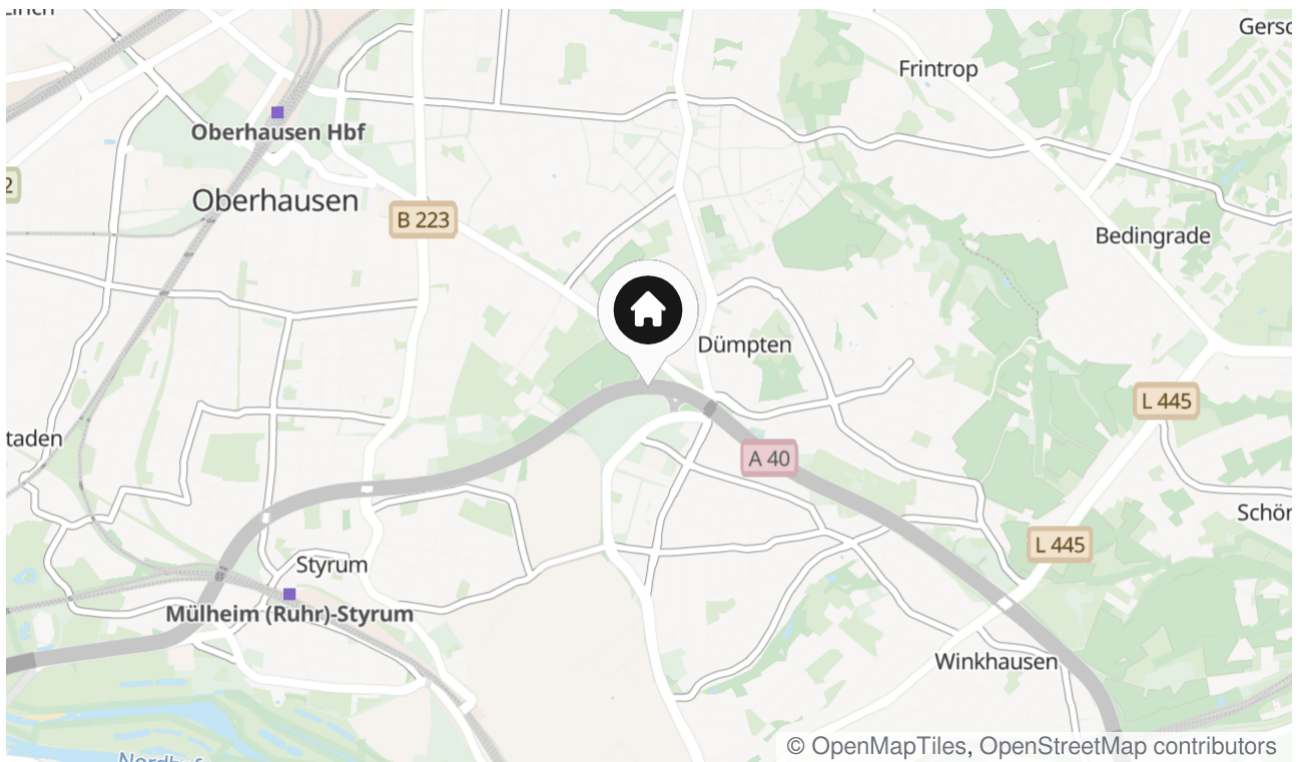 Frintrop
Oberhausen Hbf
Oberhausen
B 223
Bedingrade
Dümpten
L 445
A 40
L 445
Styrum
Mülheim (Ruhr)-Styrum
Winkhausen
© OpenMapTiles, OpenStreetMap contributors